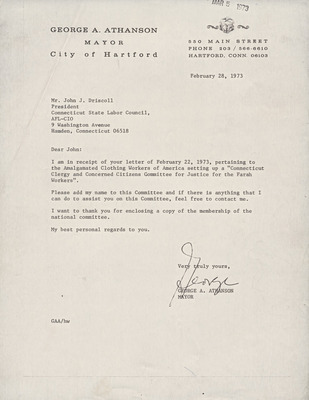 MAR 5 1973
GEORGE A. ATHANSON
MAYOR
City of Hartford
550 MAIN STREET
PHONE 203 / 566-6610
HARTFORD, CONN. 06103
February 28, 1973
Mr. John J. Driscoll
President
Connecticut State Labor Council,
AFL-CIO
9 Washington Avenue
Hamden, Connecticut 06518
Dear John:
I am in receipt of your letter of February 22, 1973, pertaining to
the Amalgamated Clothing Workers of America setting up a "Connecticut
Clergy and Concerned Citizens Committee for Justice for the Farah
Workers".
Please add my name to this Committee and if there is anything that I
can do to assist you on this Committee, feel free to contact me.
I want to thank you for enclosing a copy of the membership of the
national committee.
My best personal regards to you.
Very truly yours,
George
GEORGE A. ATHANSON
MAYOR
GAA/hw